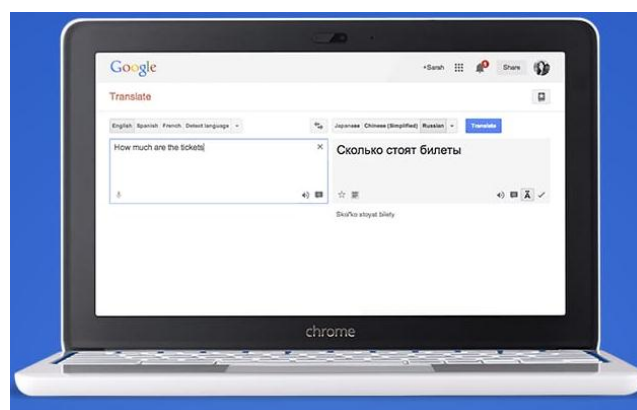 Google
+Sarah
Share
Translate
English Spanish French Detect language
Japanese Chinese (Simplified) Russian
Translate
How much are the tickets
Сколько стоят билеты
Ä
Skol'ko stoyat bilety
chrome